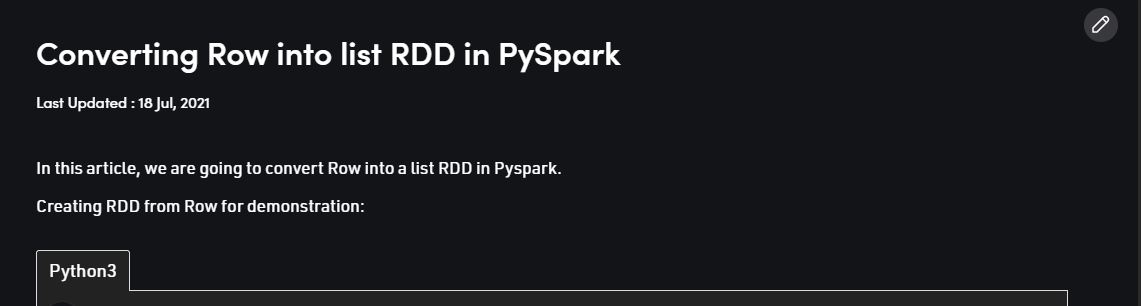 Converting Row into list RDD in PySpark
Last Updated : 18 Jul, 2021
In this article, we are going to convert Row into a list RDD in Pyspark.
Creating RDD from Row for demonstration:
Python3